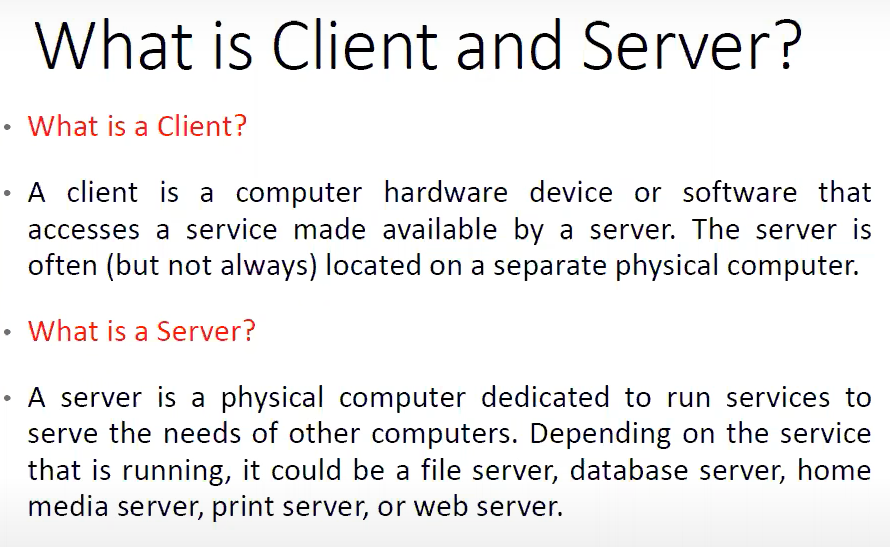 What is Client and Server?
• What is a Client?
• A client is a computer hardware device or software that
accesses a service made available by a server. The server is
often (but not always) located on a separate physical computer.
• What is a Server?
• A server is a physical computer dedicated to run services to
serve the needs of other computers. Depending on the service
that is running, it could be a file server, database server, home
media server, print server, or web server.